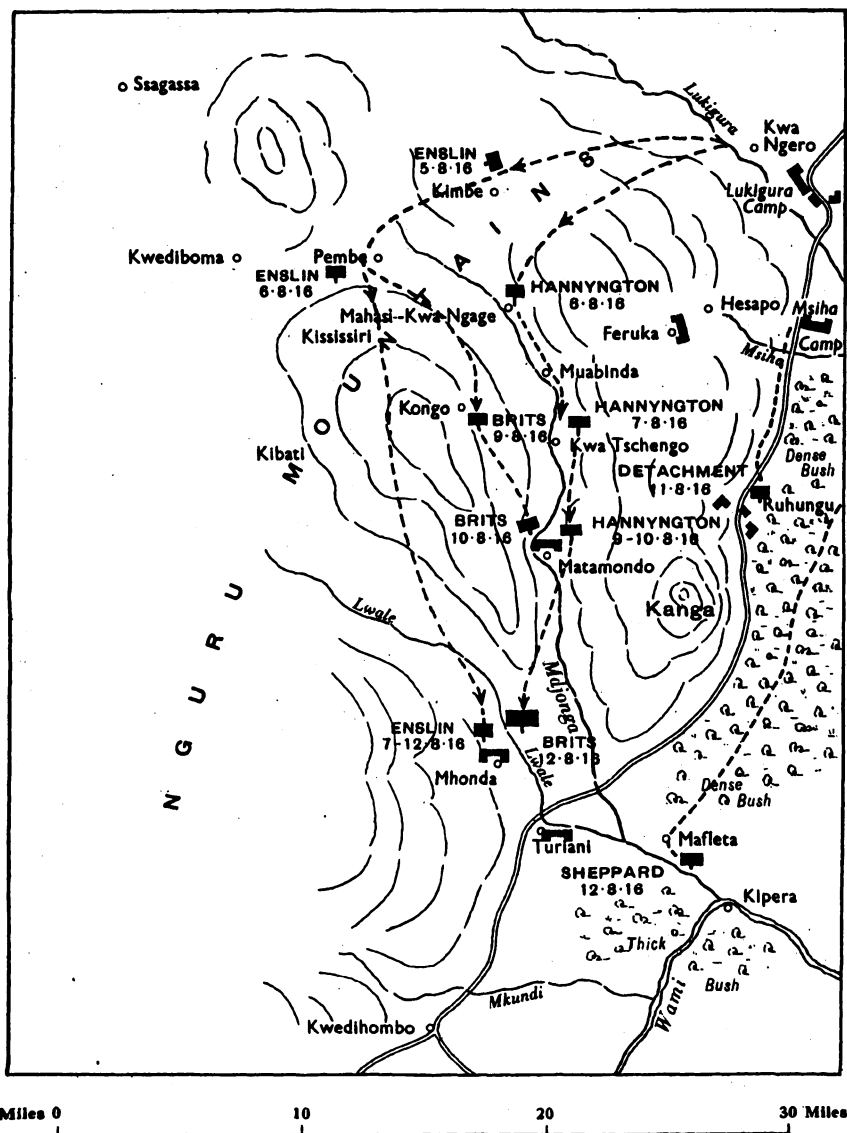 Ssagassa
Lukigura
Kwa
Ngero
ENSLIN
5·8·16
Kimbe
Lukigura
Camp
Kwediboma
Pembe
ENSLIN
6·8·16
HANNYNGTON
6·8·16
Mahasi--Kwa-Ngage
Hesapo
Msiha
Camp
Kississiri
Feruka
Msiha
Muabinda
Kongo
BRITS
9·8·16
HANNYNGTON
7·8·16
Kwa Tschengo
Kibati
Dense
Bush
DETACHMENT
11·8·16
Ruhungu
BRITS
10·8·16
HANNYNGTON
9-10·8·16
Matamondo
Kanga
Lwale
NGURU
MOUNTAINS
Mdjonga
ENSLIN
7-12·8·16
BRITS
12·8·16
Lwale
Mhonda
Dense
Bush
Turiani
Mafleta
SHEPPARD
12·8·16
Kipera
Thick
Bush
Mkundi
Wami
Kwedihombo
Miles 0 10 20 30 Miles